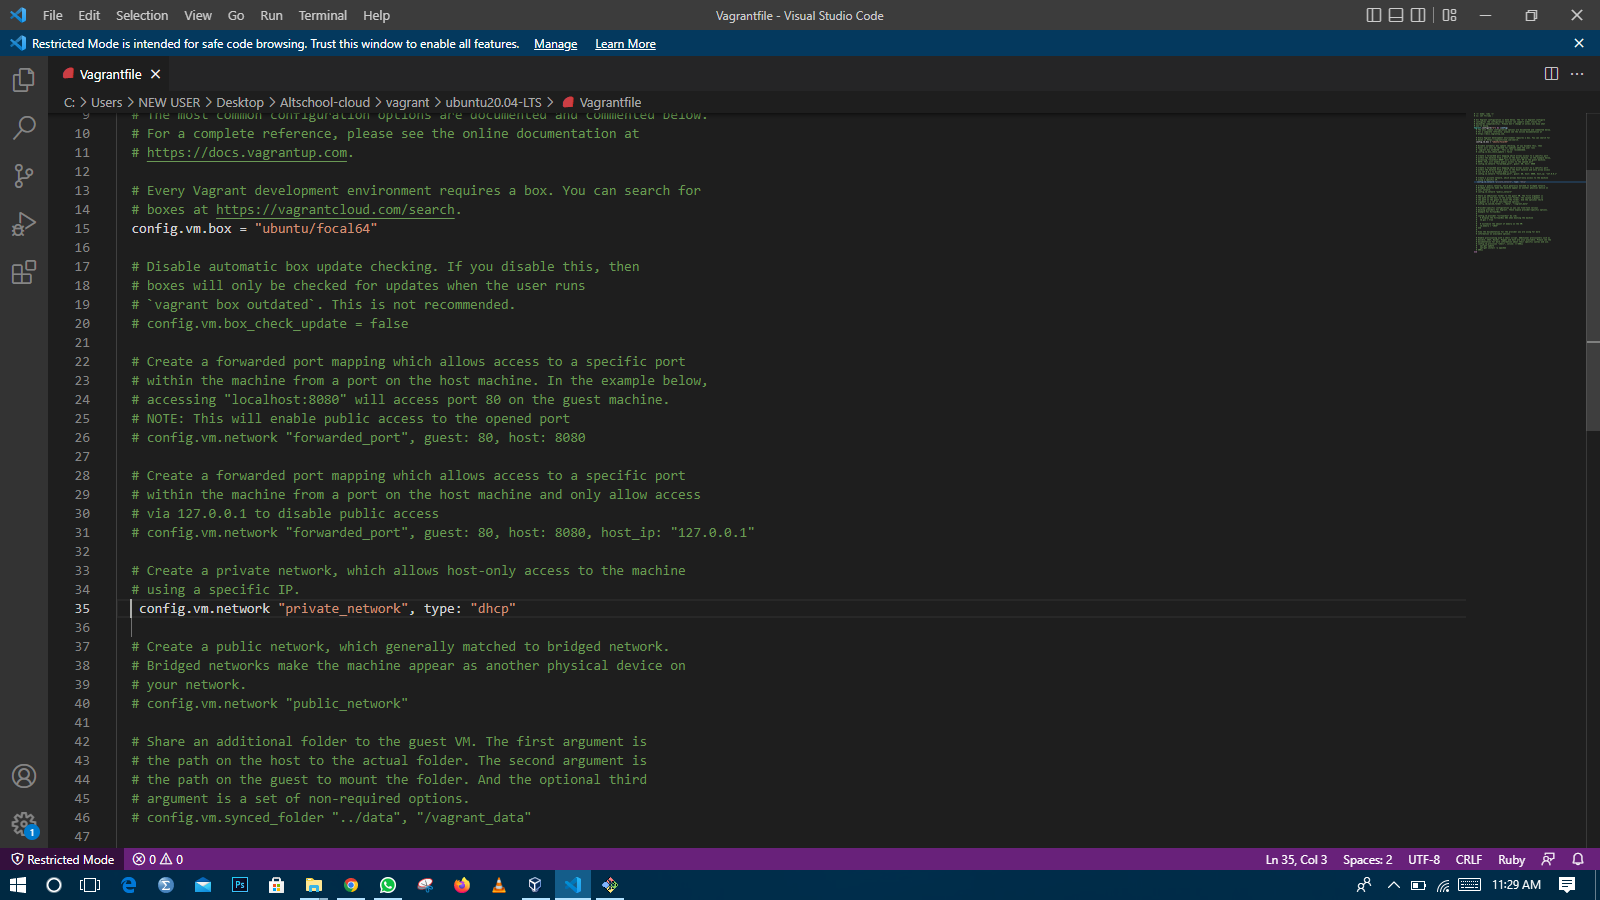 File Edit Selection View Go Run Terminal Help Vagrantfile - Visual Studio Code
Restricted Mode is intended for safe code browsing. Trust this window to enable all features. Manage Learn More
Vagrantfile
C: > Users > NEW USER > Desktop > Altschool-cloud > vagrant > ubuntu20.04-LTS > Vagrantfile
9 # The most common configuration options are documented and commented below.
10 # For a complete reference, please see the online documentation at
11 # https://docs.vagrantup.com.
12
13 # Every Vagrant development environment requires a box. You can search for
14 # boxes at https://vagrantcloud.com/search.
15 config.vm.box = "ubuntu/focal64"
16
17 # Disable automatic box update checking. If you disable this, then
18 # boxes will only be checked for updates when the user runs
19 # `vagrant box outdated`. This is not recommended.
20 # config.vm.box_check_update = false
21
22 # Create a forwarded port mapping which allows access to a specific port
23 # within the machine from a port on the host machine. In the example below,
24 # accessing "localhost:8080" will access port 80 on the guest machine.
25 # NOTE: This will enable public access to the opened port
26 # config.vm.network "forwarded_port", guest: 80, host: 8080
27
28 # Create a forwarded port mapping which allows access to a specific port
29 # within the machine from a port on the host machine and only allow access
30 # via 127.0.0.1 to disable public access
31 # config.vm.network "forwarded_port", guest: 80, host: 8080, host_ip: "127.0.0.1"
32
33 # Create a private network, which allows host-only access to the machine
34 # using a specific IP.
35 config.vm.network "private_network", type: "dhcp"
36
37 # Create a public network, which generally matched to bridged network.
38 # Bridged networks make the machine appear as another physical device on
39 # your network.
40 # config.vm.network "public_network"
41
42 # Share an additional folder to the guest VM. The first argument is
43 # the path on the host to the actual folder. The second argument is
44 # the path on the guest to mount the folder. And the optional third
45 # argument is a set of non-required options.
46 # config.vm.synced_folder "../data", "/vagrant_data"
47
1
Restricted Mode 0 0 Ln 35, Col 3 Spaces: 2 UTF-8 CRLF Ruby
Ps 11:29 AM